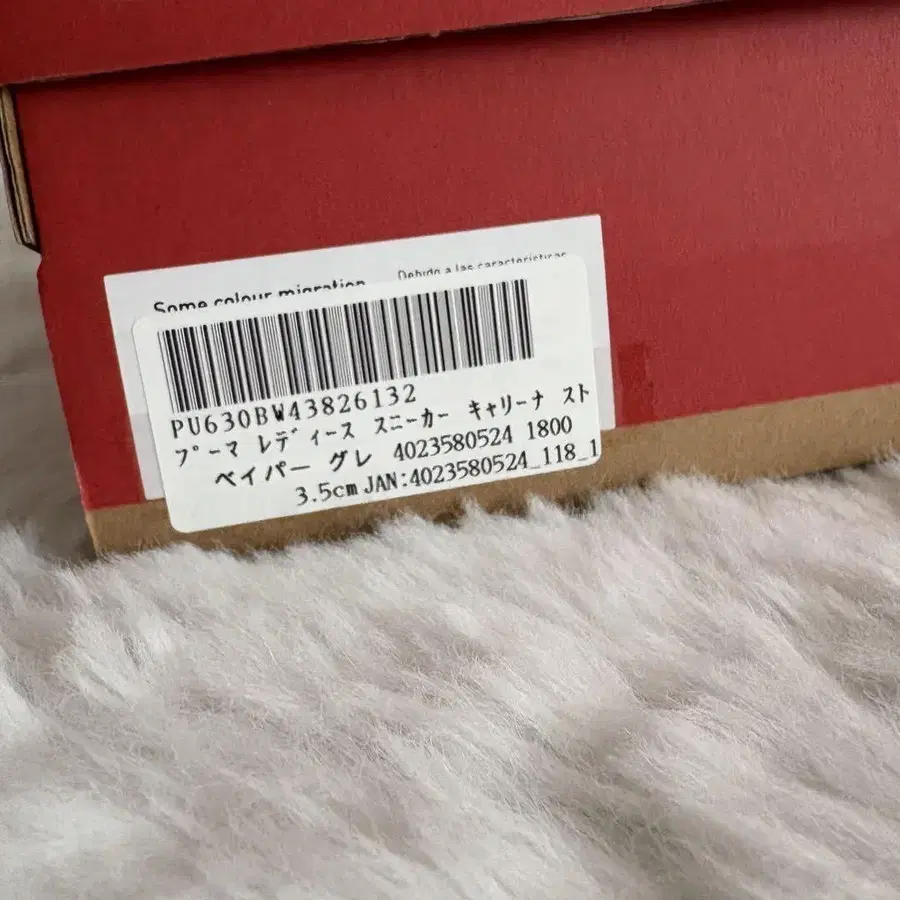 Some colour migration
Debido a las características
PU630BW43826132
プーマ レディース スニーカー キャリーナ スト
ベイパー グレ 4023580524 1800
3.5cm JAN:4023580524_118_1